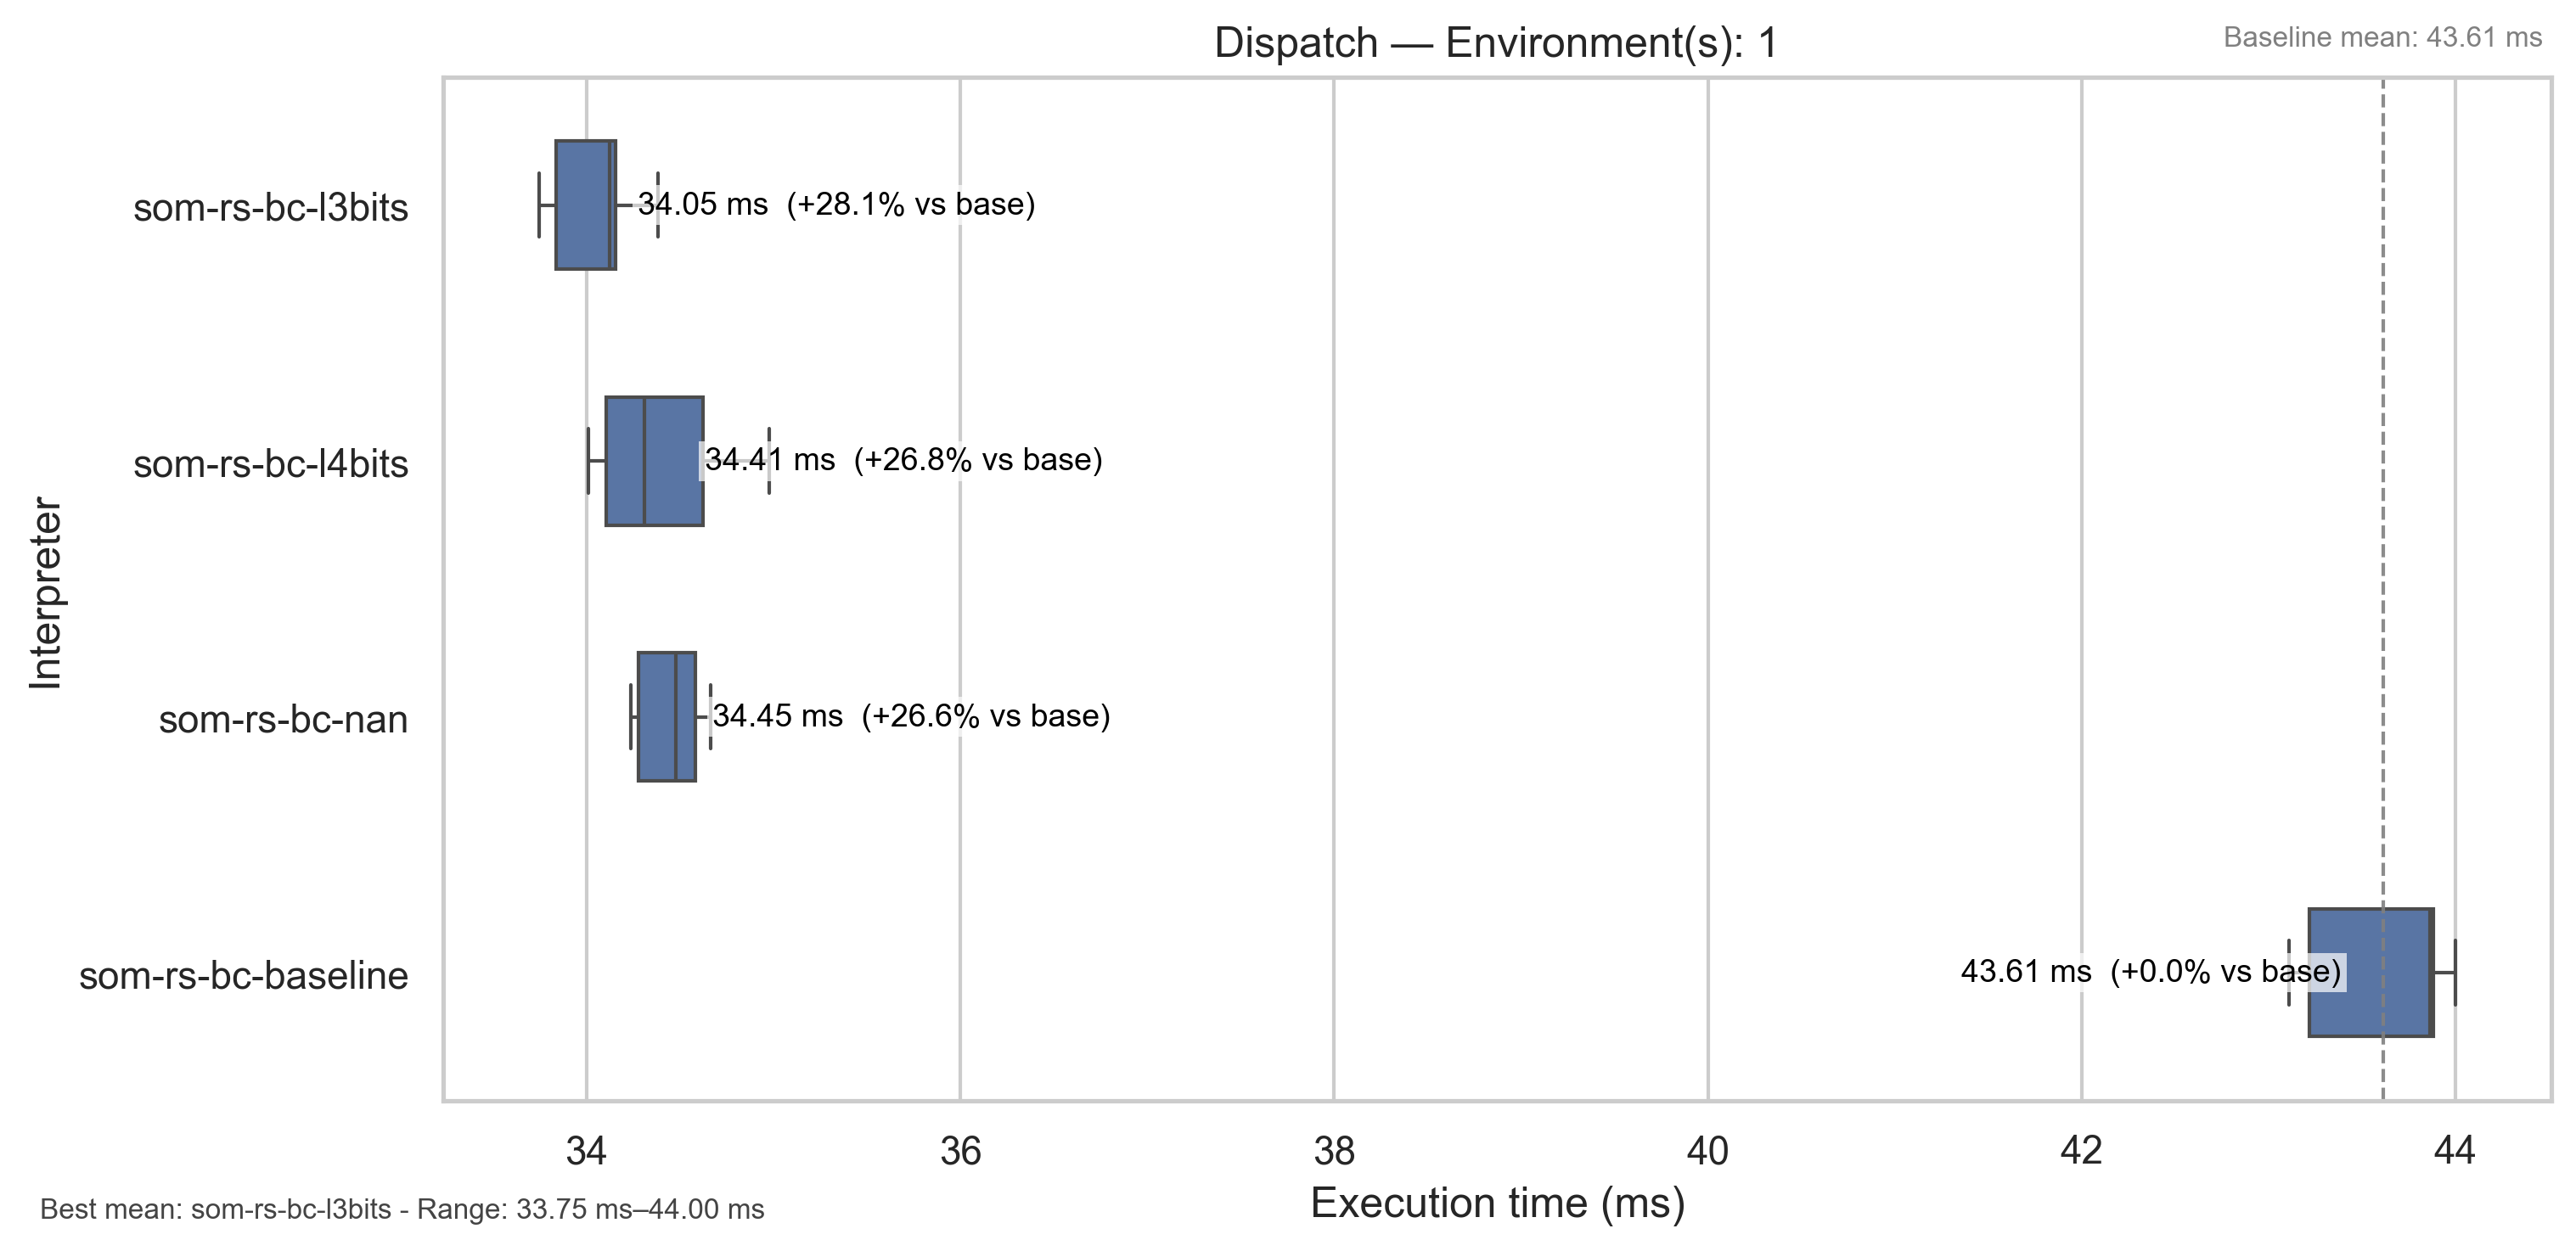 Dispatch — Environment(s): 1
Baseline mean: 43.61 ms
Interpreter
som-rs-bc-l3bits
34.05 ms (+28.1% vs base)
som-rs-bc-l4bits
34.41 ms (+26.8% vs base)
som-rs-bc-nan
34.45 ms (+26.6% vs base)
som-rs-bc-baseline
43.61 ms (+0.0% vs base)
34 36 38 40 42 44
Execution time (ms)
Best mean: som-rs-bc-l3bits - Range: 33.75 ms–44.00 ms